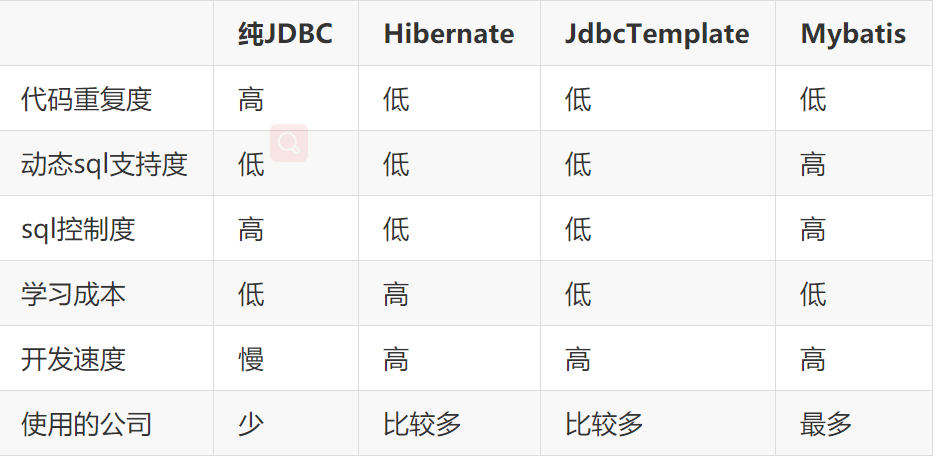 纯JDBC Hibernate JdbcTemplate Mybatis
代码重复度 高 低 低 低
动态sql支持度 低 低 低 高
sql控制度 高 低 低 高
学习成本 低 高 低 低
开发速度 慢 高 高 高
使用的公司 少 比较多 比较多 最多